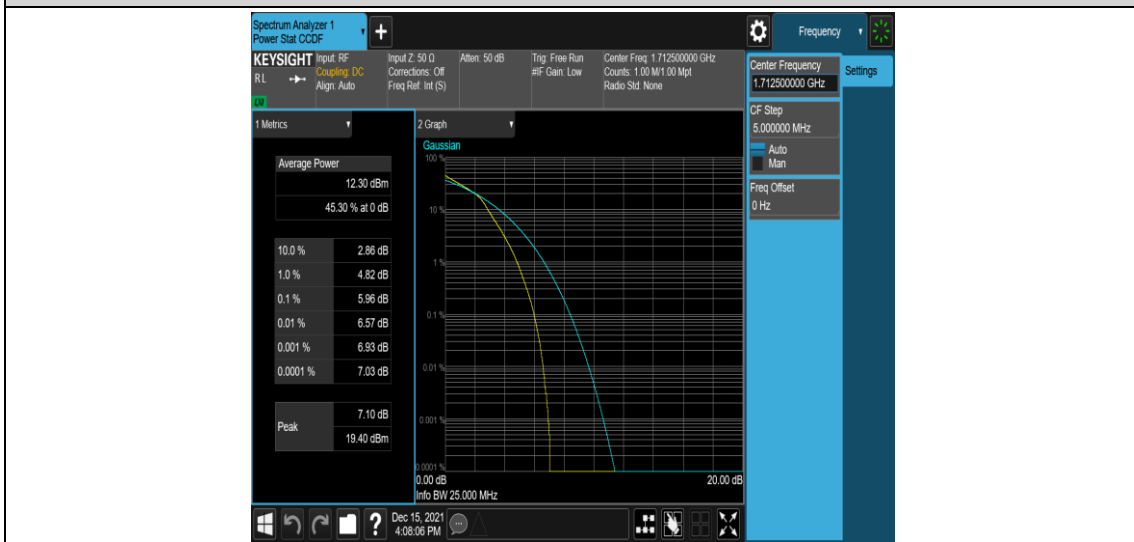 Spectrum Analyzer 1
Power Stat CCDF
+
Frequency
KEYSIGHT
RL
LXI
Input: RF
Coupling: DC
Align: Auto
Input Z: 50 Ω
Corrections: Off
Freq Ref: Int (S)
Atten: 50 dB
Trig: Free Run
#IF Gain: Low
Center Freq: 1.712500000 GHz
Counts: 1.00 M/1.00 Mpt
Radio Std: None
Center Frequency
1.712500000 GHz
Settings
CF Step
5.000000 MHz
Auto
Man
Freq Offset
0 Hz
1 Metrics
Average Power
12.30 dBm
45.30 % at 0 dB
10.0 % 2.86 dB
1.0 % 4.82 dB
0.1 % 5.96 dB
0.01 % 6.57 dB
0.001 % 6.93 dB
0.0001 % 7.03 dB
Peak
7.10 dB
19.40 dBm
2 Graph
Gaussian
100 %
10 %
1 %
0.1 %
0.01 %
0.001 %
0.0001 %
0.00 dB 20.00 dB
Info BW 25.000 MHz
?
Dec 15, 2021
4:08:06 PM